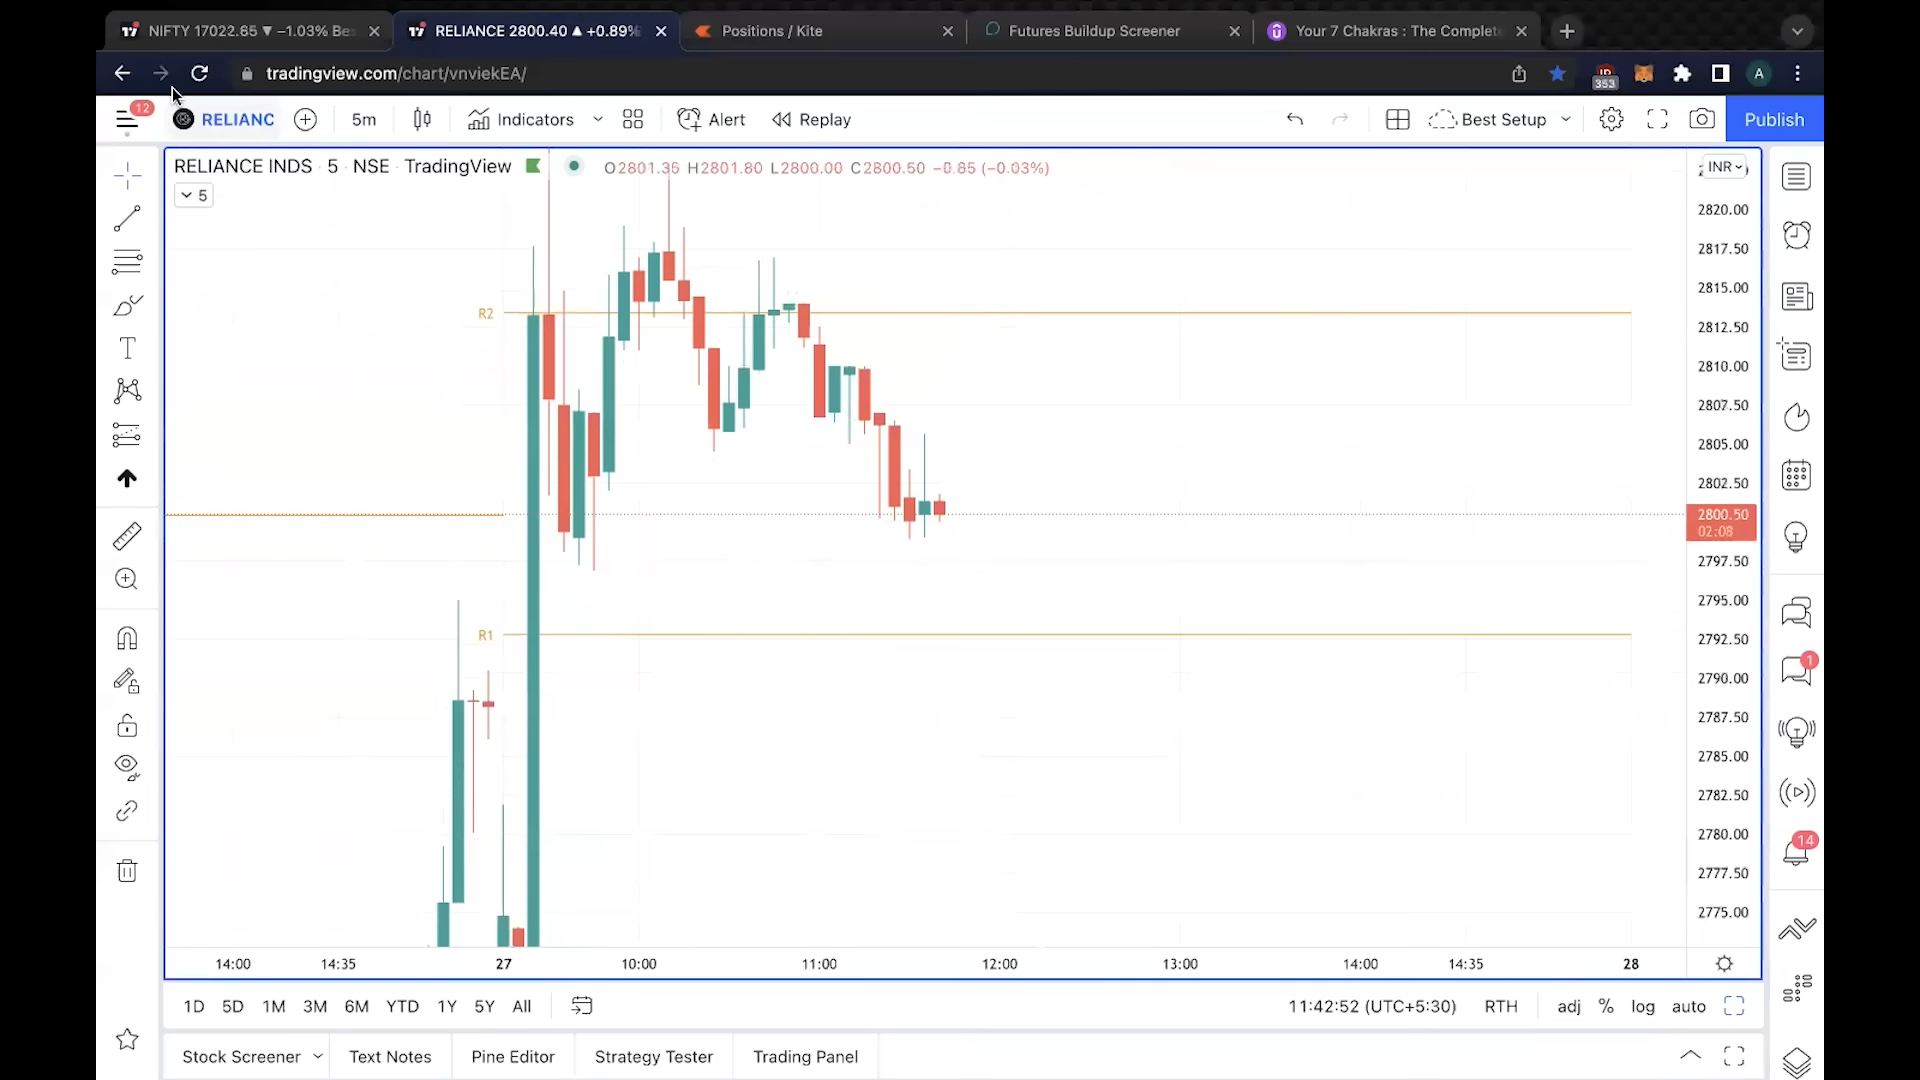 NIFTY 17022.65 ▼ −1.03% Be
RELIANCE 2800.40 ▲ +0.89%
Positions / Kite
Futures Buildup Screener
Your 7 Chakras : The Complet
tradingview.com/chart/vnviekEA/
353
A
12
RELIANC
5m
Indicators
Alert
Replay
Best Setup
Publish
RELIANCE INDS · 5 · NSE · TradingView
O2801.35 H2801.80 L2800.00 C2800.50 −0.85 (−0.03%)
INR
5
2820.00
2817.50
2815.00
R2
2812.50
2810.00
2807.50
2805.00
2802.50
2800.50
02:08
2797.50
2795.00
R1
2792.50
2790.00
1
2787.50
2785.00
2782.50
2780.00
14
2777.50
2775.00
14:00 14:35 27 10:00 11:00 12:00 13:00 14:00 14:35 28
1D 5D 1M 3M 6M YTD 1Y 5Y All
11:42:52 (UTC+5:30) RTH adj % log auto
Stock Screener Text Notes Pine Editor Strategy Tester Trading Panel